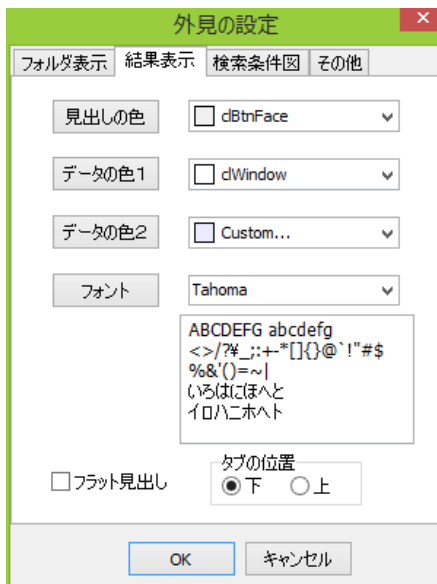 外見の設定
フォルダ表示 結果表示 検索条件図 その他
見出しの色 clBtnFace
データの色1 clWindow
データの色2 Custom...
フォント Tahoma
ABCDEFG abcdefg
<>/?¥_;:+-*[]{}@`!"#$
%&'()=~|
いろはにほへと
イロハニホヘト
タブの位置
フラット見出し 下 上
OK キャンセル